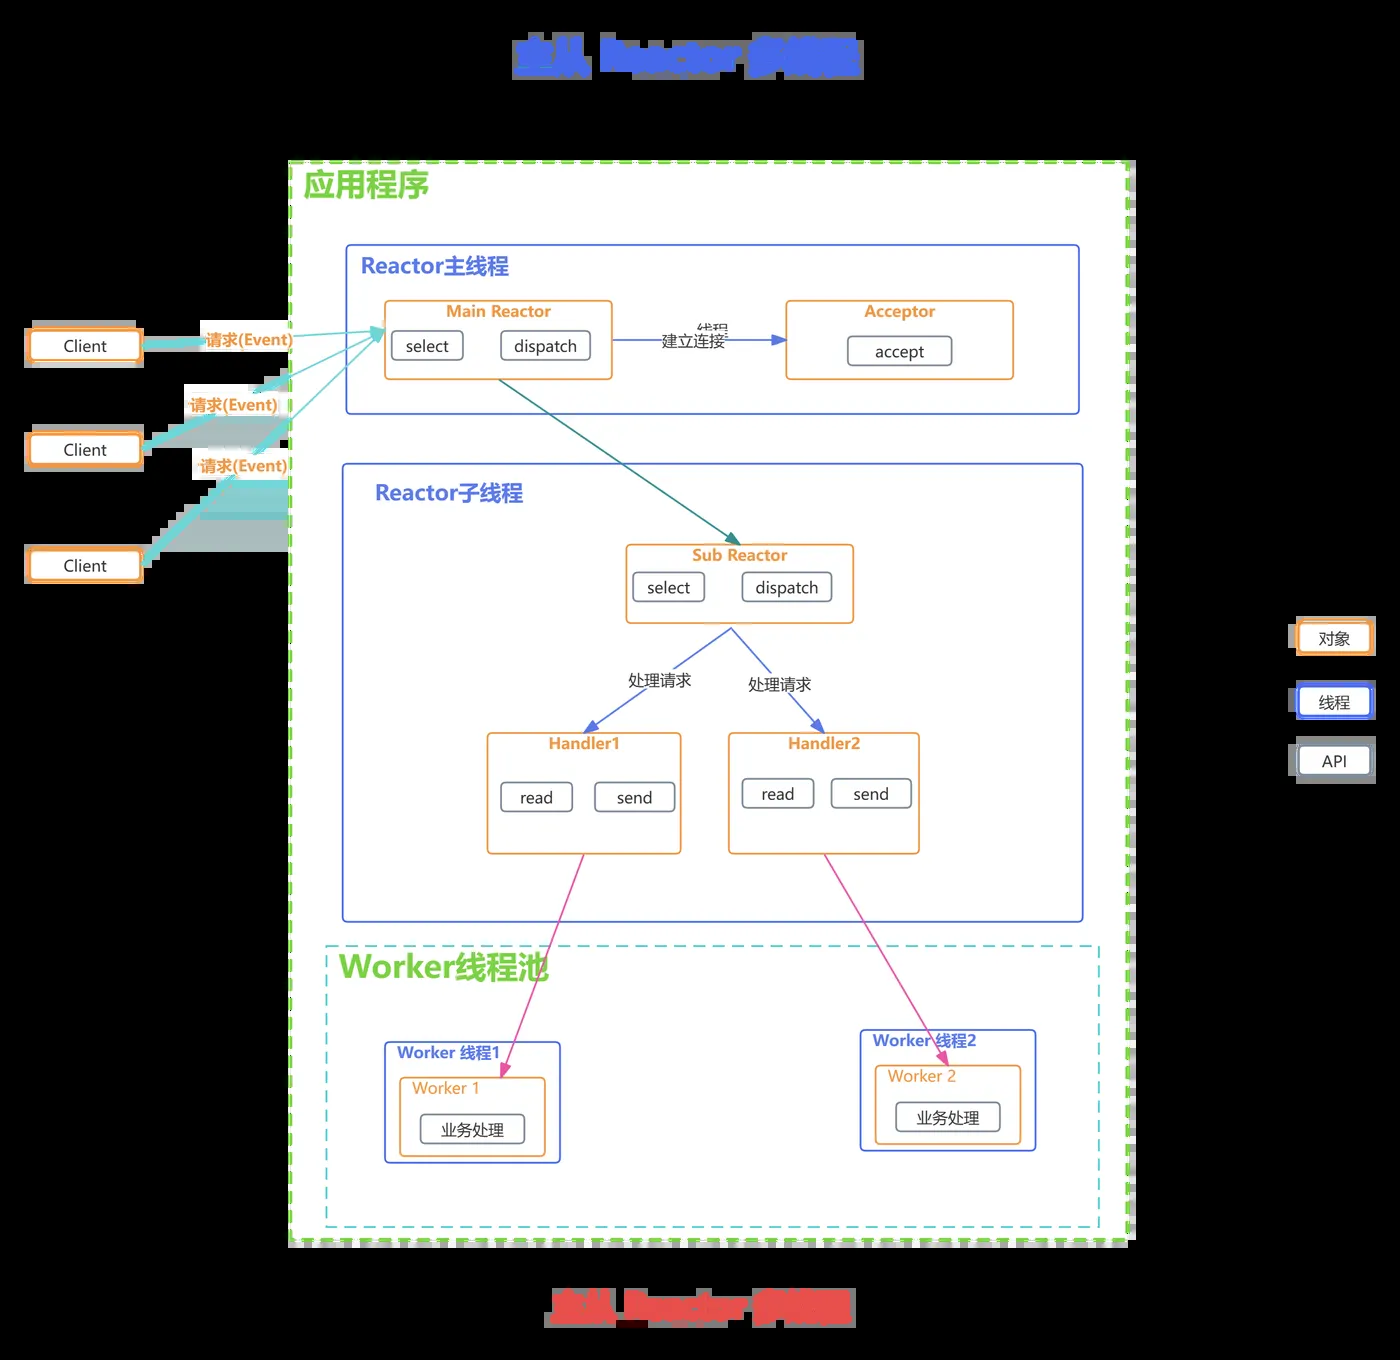 主从 Reactor 多线程
应用程序
Reactor主线程
Main Reactor
select
dispatch
线程
建立连接
Acceptor
accept
Client
请求(Event)
Client
请求(Event)
Client
请求(Event)
Reactor子线程
Sub Reactor
select
dispatch
处理请求
处理请求
Handler1
read
send
Handler2
read
send
Worker线程池
Worker 线程1
Worker 1
业务处理
Worker 线程2
Worker 2
业务处理
对象
线程
API
主从 Reactor 多线程